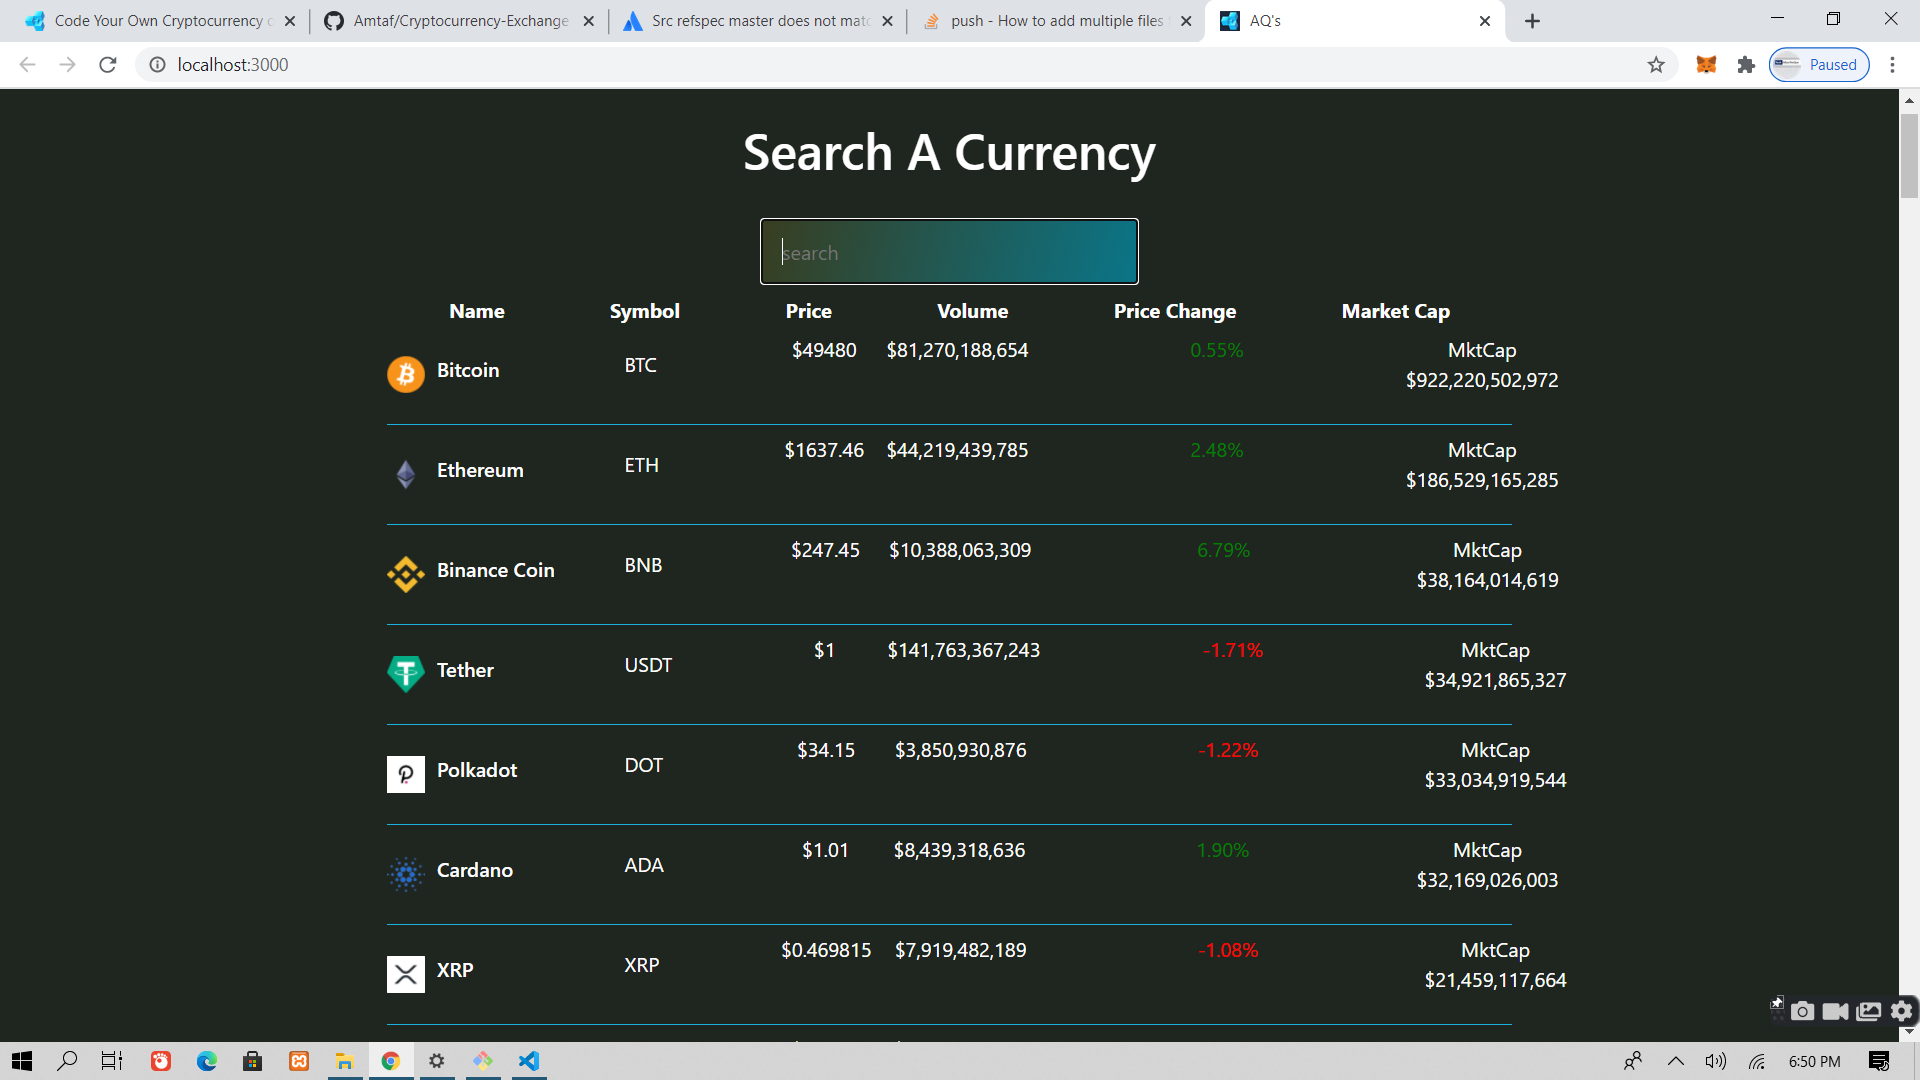 Code Your Own Cryptocurrency
Amtaf/Cryptocurrency-Exchange
Src refspec master does not mat
push - How to add multiple files
AQ's
localhost:3000
Paused
Search A Currency
search
Name Symbol Price Volume Price Change Market Cap
Bitcoin BTC $49480 $81,270,188,654 0.55% MktCap
$922,220,502,972
Ethereum ETH $1637.46 $44,219,439,785 2.48% MktCap
$186,529,165,285
Binance Coin BNB $247.45 $10,388,063,309 6.79% MktCap
$38,164,014,619
Tether USDT $1 $141,763,367,243 -1.71% MktCap
$34,921,865,327
Polkadot DOT $34.15 $3,850,930,876 -1.22% MktCap
$33,034,919,544
Cardano ADA $1.01 $8,439,318,636 1.90% MktCap
$32,169,026,003
XRP XRP $0.469815 $7,919,482,189 -1.08% MktCap
$21,459,117,664
6:50 PM